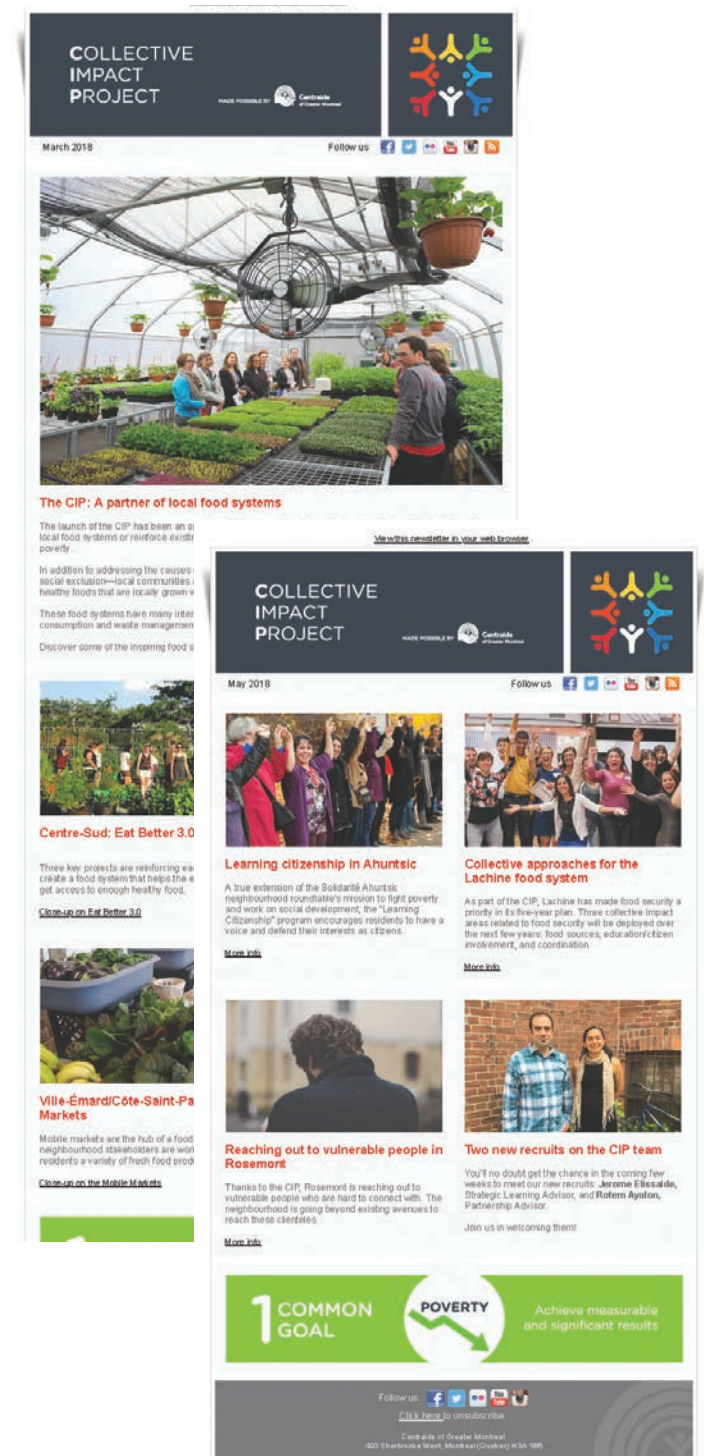 COLLECTIVE
IMPACT
PROJECT
MADE POSSIBLE BY
Centraide
of Greater Montreal
March 2018
Follow us
The CIP: A partner of local food systems
The launch of the CIP has been an
local food systems or reinforce
poverty.
In addition to addressing the causes
social exclusion—local communities
healthy foods that are locally grown
These food systems have many
consumption and waste
Discover some of the inspiring food
Centre-Sud: Eat Better 3.0
Three key projects are reinforcing
create a food system that helps the
get access to enough healthy food.
Close-up on Eat Better 3.0
Ville-Émard/Côte-Saint-Pa
Markets
Mobile markets are the hub of a food
neighbourhood stakeholders are
residents a variety of fresh food
Close-up on the Mobile Markets
View this newsletter in your web browser
COLLECTIVE
IMPACT
PROJECT
MADE POSSIBLE BY
Centraide
of Greater Montreal
May 2018
Follow us
Learning citizenship in Ahuntsic
A true extension of the Solidarité Ahuntsic
neighbourhood roundtable's mission to fight poverty
and work on social development, the "Learning
Citizenship" program encourages residents to have a
voice and defend their interests as citizens.
More info
Collective approaches for the
Lachine food system
As part of the CIP, Lachine has made food security a
priority in its five-year plan. Three collective impact
areas related to food security will be deployed over
the next few years: food sources, education/citizen
involvement, and coordination.
More info
Reaching out to vulnerable people in
Rosemont
Thanks to the CIP, Rosemont is reaching out to
vulnerable people who are hard to connect with. The
neighbourhood is going beyond existing avenues to
reach these clienteles.
More info
Two new recruits on the CIP team
You'll no doubt get the chance in the coming few
weeks to meet our new recruits: Jerome Elissalde,
Strategic Learning Advisor, and Rotem Ayalon,
Partnership Advisor.
Join us in welcoming them!
1 COMMON
GOAL
POVERTY
Achieve measurable
and significant results
Follow us:
Click here to unsubscribe
Centraide of Greater Montreal
493 Sherbrooke West, Montreal (Quebec) H3A 1B6